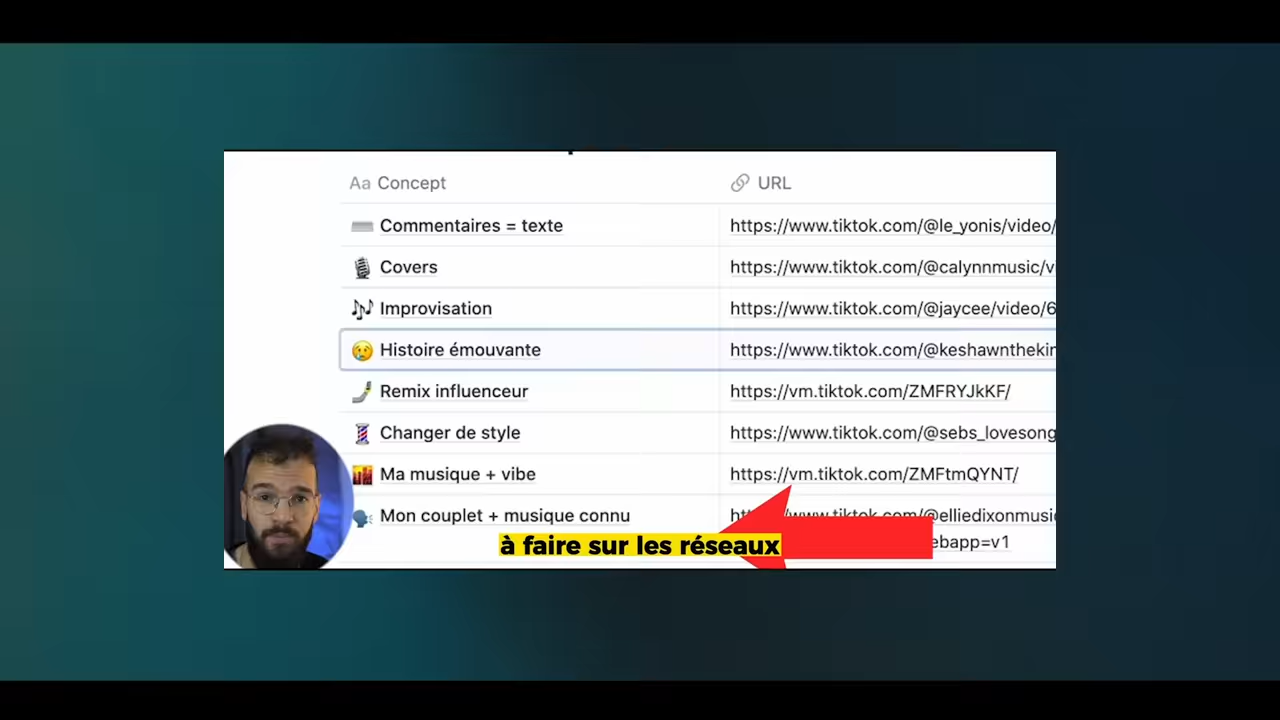 Aa Concept
URL
Commentaires = texte
https://www.tiktok.com/@le_yonis/video/
Covers
https://www.tiktok.com/@calynnmusic/v
Improvisation
https://www.tiktok.com/@jaycee/video/6
Histoire émouvante
https://www.tiktok.com/@keshawnthekin
Remix influenceur
https://vm.tiktok.com/ZMFRYJkKF/
Changer de style
https://www.tiktok.com/@sebs_lovesong
Ma musique + vibe
https://vm.tiktok.com/ZMFtmQYNT/
Mon couplet + musique connu
https://www.tiktok.com/@elliedixonmusic
ebapp=v1
à faire sur les réseaux